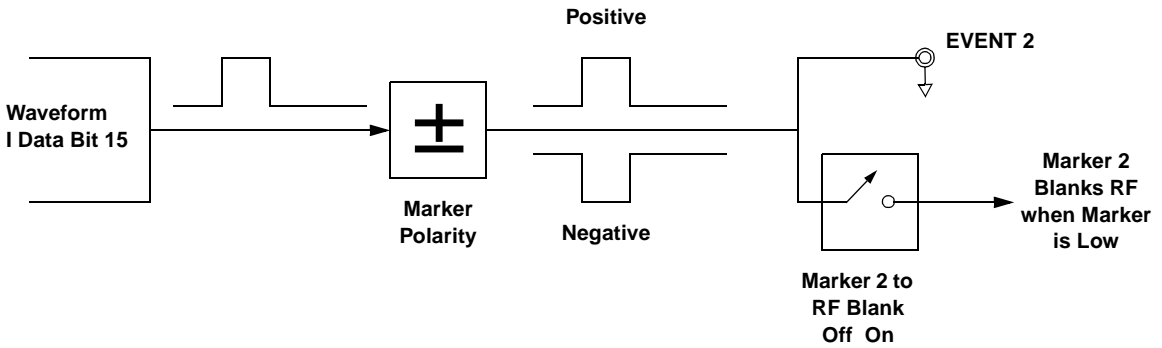 Positive
EVENT 2
Waveform
I Data Bit 15
±
Marker
Polarity
Negative
Marker 2
Blanks RF
when Marker
is Low
Marker 2 to
RF Blank
Off On